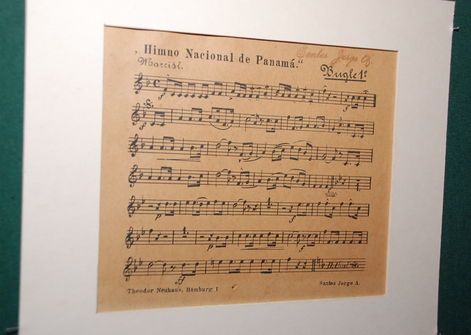 „Himno Nacional de Panamá.“
Santos Jorge A.
Marcial.
Bugle 1º
Theodor Neuhaus, Hamburg 1
Santos Jorge A.